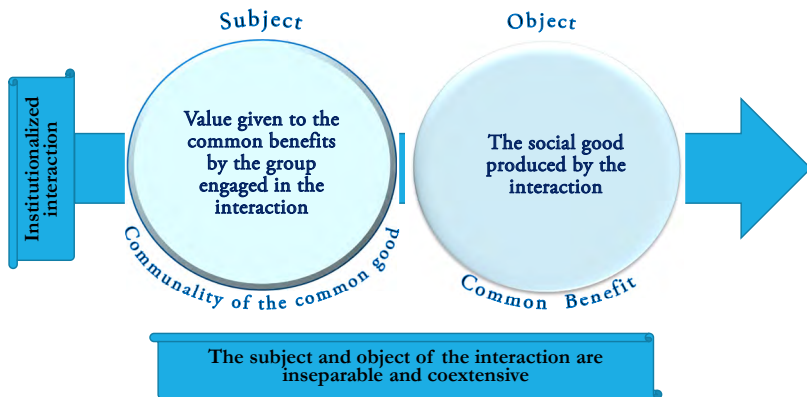 Subject
Object
Institutionalized
interaction
Value given to the
common benefits
by the group
engaged in the
interaction
The social good
produced by the
interaction
Communality of the common good
Common Benefit
The subject and object of the interaction are
inseparable and coextensive